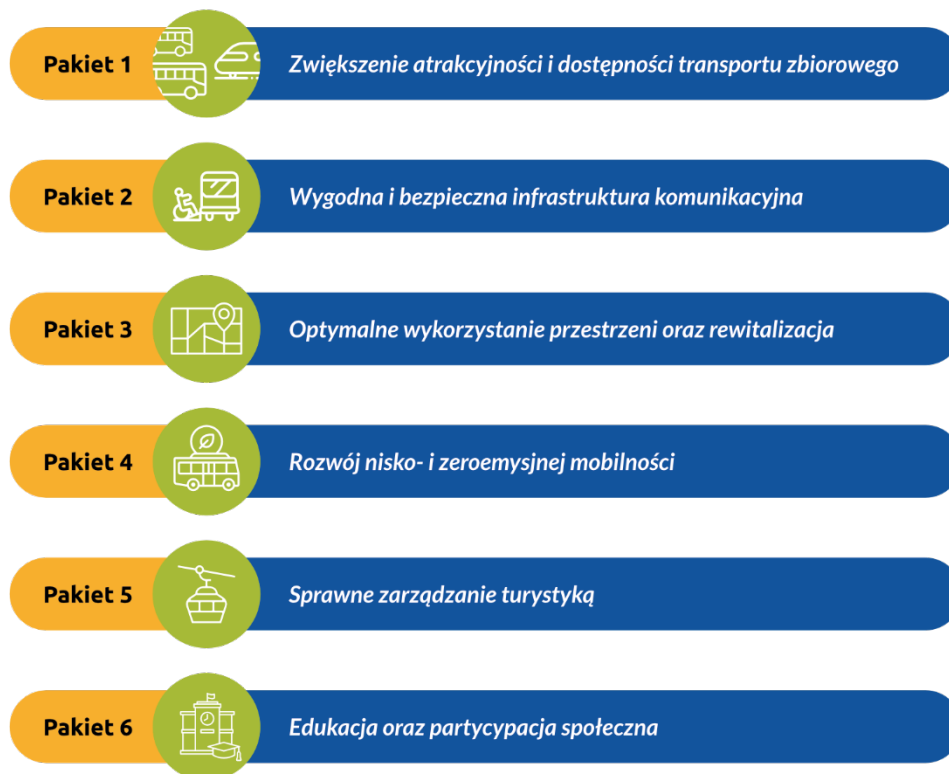 Pakiet 1 Zwiększenie atrakcyjności i dostępności transportu zbiorowego
Pakiet 2 Wygodna i bezpieczna infrastruktura komunikacyjna
Pakiet 3 Optymalne wykorzystanie przestrzeni oraz rewitalizacja
Pakiet 4 Rozwój nisko- i zeroemysjnej mobilności
Pakiet 5 Sprawne zarządzanie turystyką
Pakiet 6 Edukacja oraz partycypacja społeczna